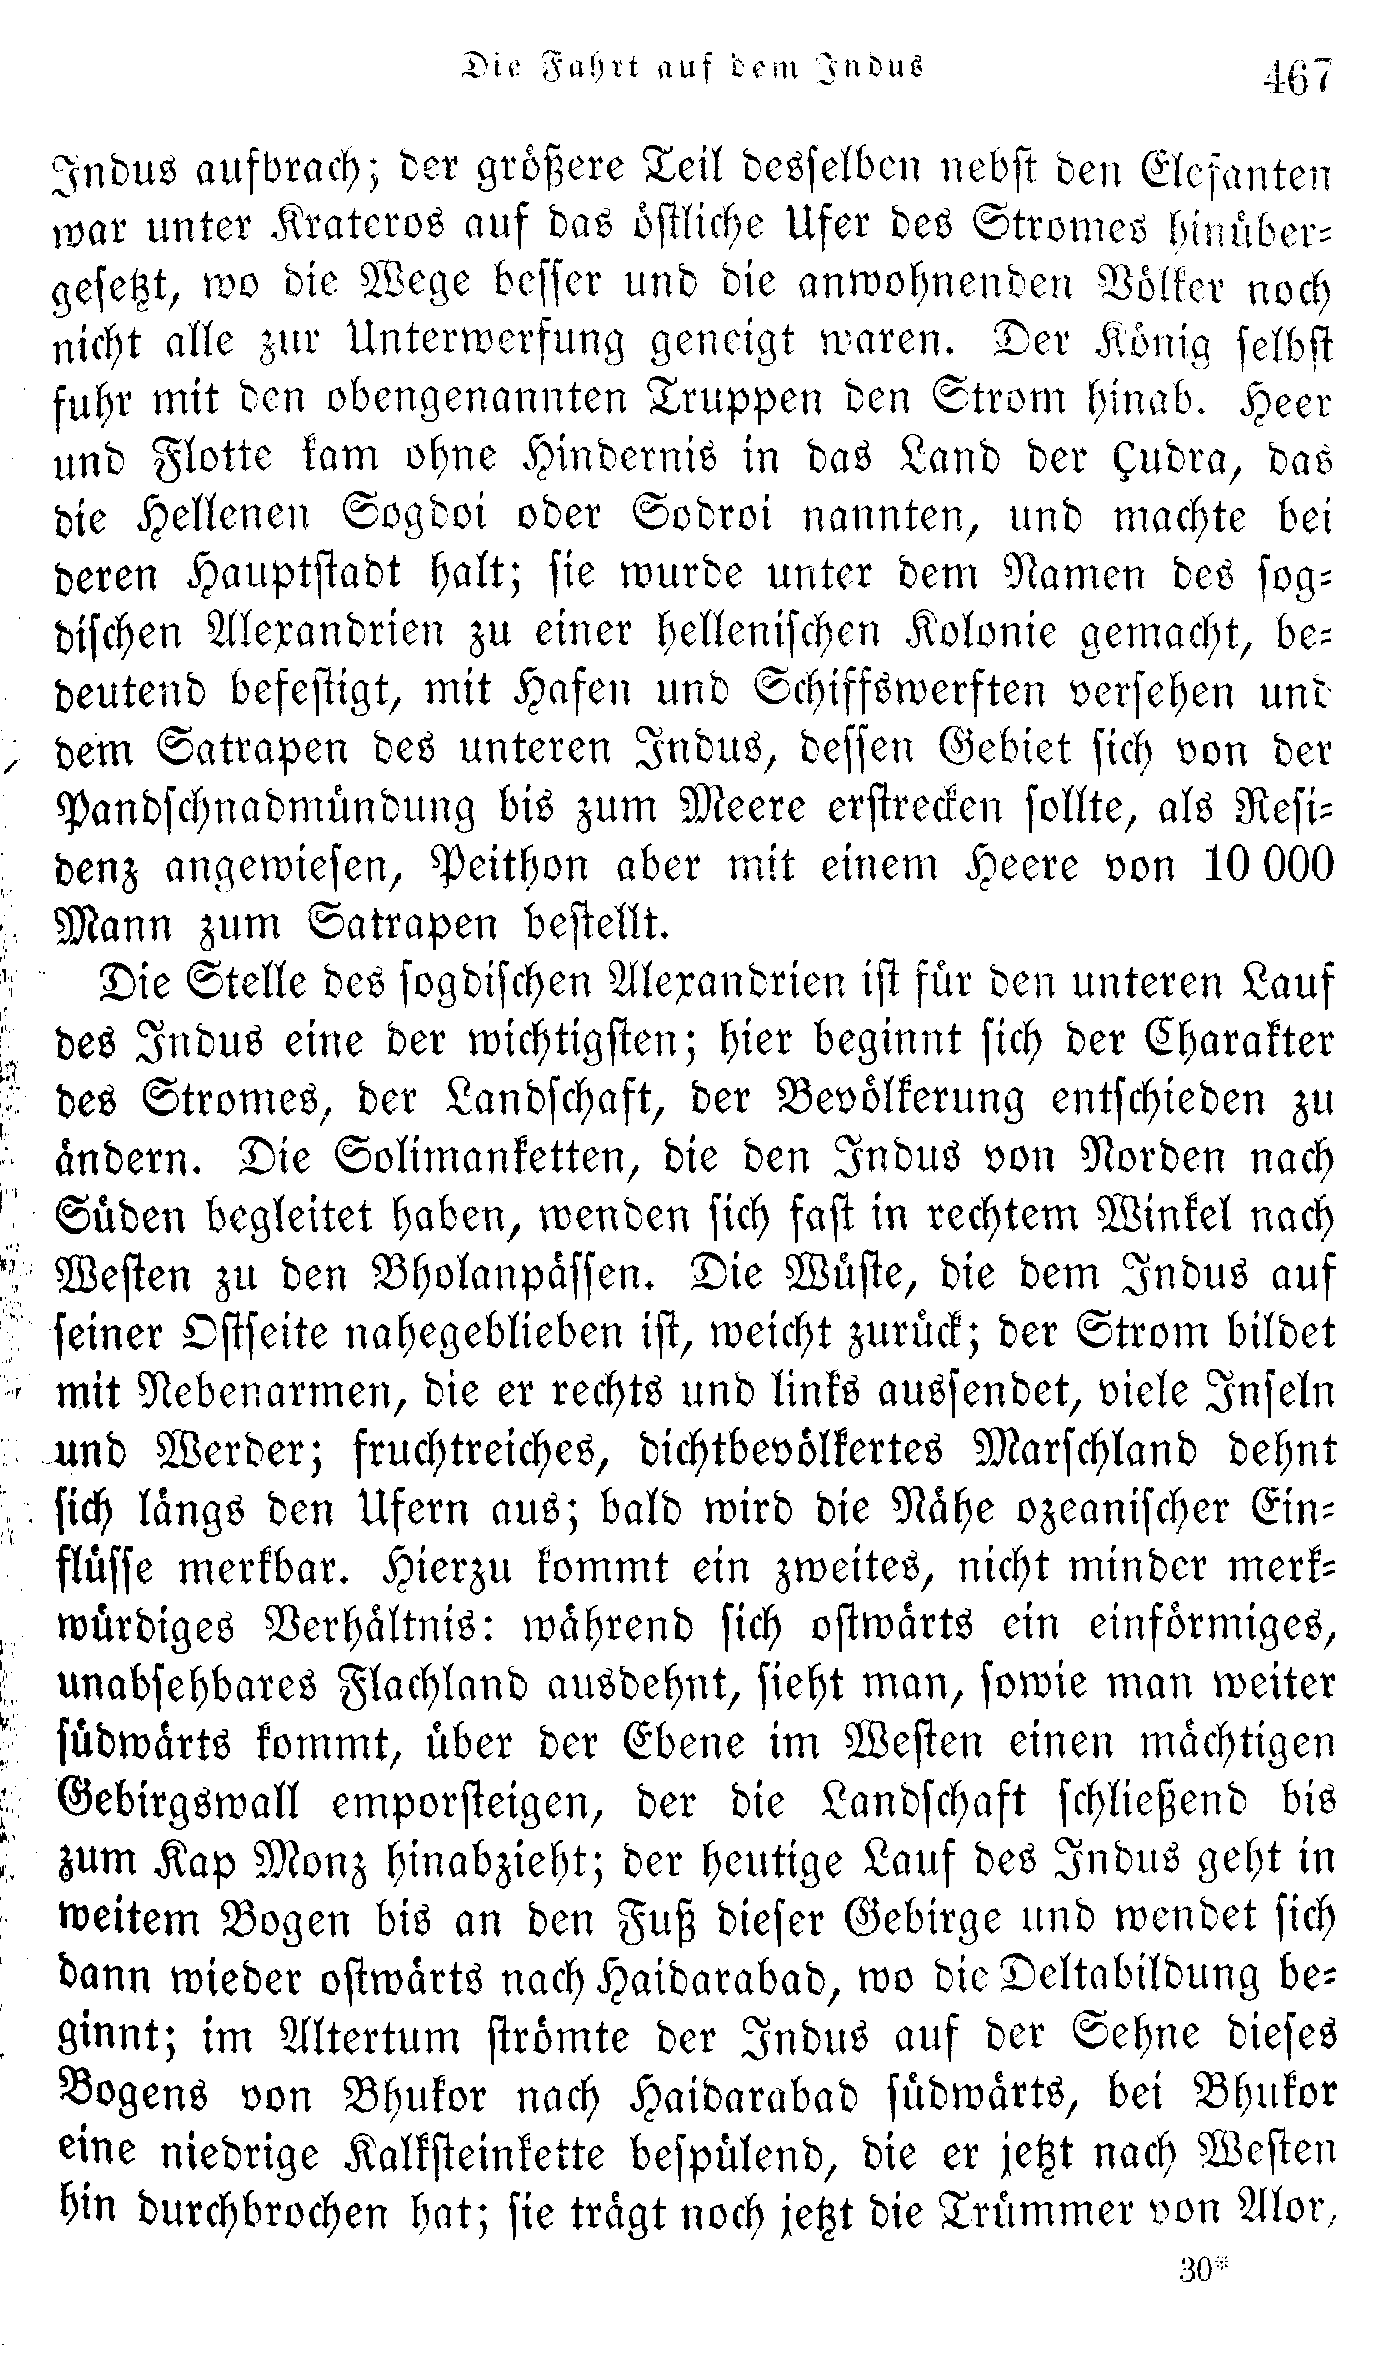 Die Fahrt auf dem Indus 467
Indus aufbrach; der größere Teil desselben nebst den Elefanten
war unter Krateros auf das östliche Ufer des Stromes hinüber-
gesetzt, wo die Wege besser und die anwohnenden Völker noch
nicht alle zur Unterwerfung geneigt waren. Der König selbst
fuhr mit den obengenannten Truppen den Strom hinab. Heer
und Flotte kam ohne Hindernis in das Land der Çudra, das
die Hellenen Sogdoi oder Sodroi nannten, und machte bei
deren Hauptstadt halt; sie wurde unter dem Namen des sog-
dischen Alexandrien zu einer hellenischen Kolonie gemacht, be-
deutend befestigt, mit Hafen und Schiffswerften versehen und
dem Satrapen des unteren Indus, dessen Gebiet sich von der
Pandschnadmündung bis zum Meere erstrecken sollte, als Resi-
denz angewiesen, Peithon aber mit einem Heere von 10 000
Mann zum Satrapen bestellt.
Die Stelle des sogdischen Alexandrien ist für den unteren Lauf
des Indus eine der wichtigsten; hier beginnt sich der Charakter
des Stromes, der Landschaft, der Bevölkerung entschieden zu
ändern. Die Solimanketten, die den Indus von Norden nach
Süden begleitet haben, wenden sich fast in rechtem Winkel nach
Westen zu den Bholanpässen. Die Wüste, die dem Indus auf
seiner Ostseite nahegeblieben ist, weicht zurück; der Strom bildet
mit Nebenarmen, die er rechts und links aussendet, viele Inseln
und Werder; fruchtreiches, dichtbevölkertes Marschland dehnt
sich längs den Ufern aus; bald wird die Nähe ozeanischer Ein-
flüsse merkbar. Hierzu kommt ein zweites, nicht minder merk-
würdiges Verhältnis: während sich ostwärts ein einförmiges,
unabsehbares Flachland ausdehnt, sieht man, sowie man weiter
südwärts kommt, über der Ebene im Westen einen mächtigen
Gebirgswall emporsteigen, der die Landschaft schließend bis
zum Kap Monz hinabzieht; der heutige Lauf des Indus geht in
weitem Bogen bis an den Fuß dieser Gebirge und wendet sich
dann wieder ostwärts nach Haidarabad, wo die Deltabildung be-
ginnt; im Altertum strömte der Indus auf der Sehne dieses
Bogens von Bhukor nach Haidarabad südwärts, bei Bhukor
eine niedrige Kalksteinkette bespülend, die er jetzt nach Westen
hin durchbrochen hat; sie trägt noch jetzt die Trümmer von Alor,
30*